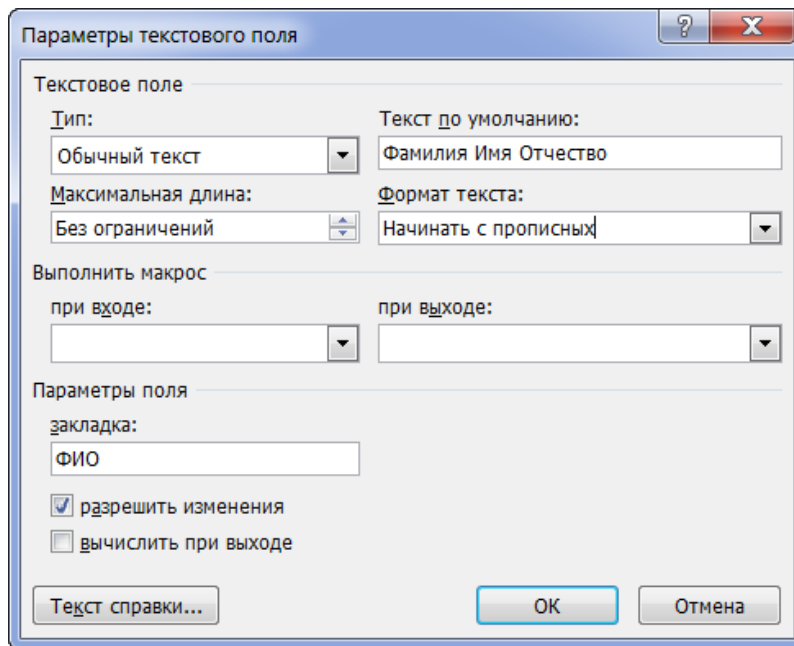 Параметры текстового поля
Текстовое поле
Тип: Текст по умолчанию:
Обычный текст Фамилия Имя Отчество
Максимальная длина: Формат текста:
Без ограничений Начинать с прописных
Выполнить макрос
при входе: при выходе:
Параметры поля
закладка:
ФИО
разрешить изменения
вычислить при выходе
Текст справки... ОК Отмена